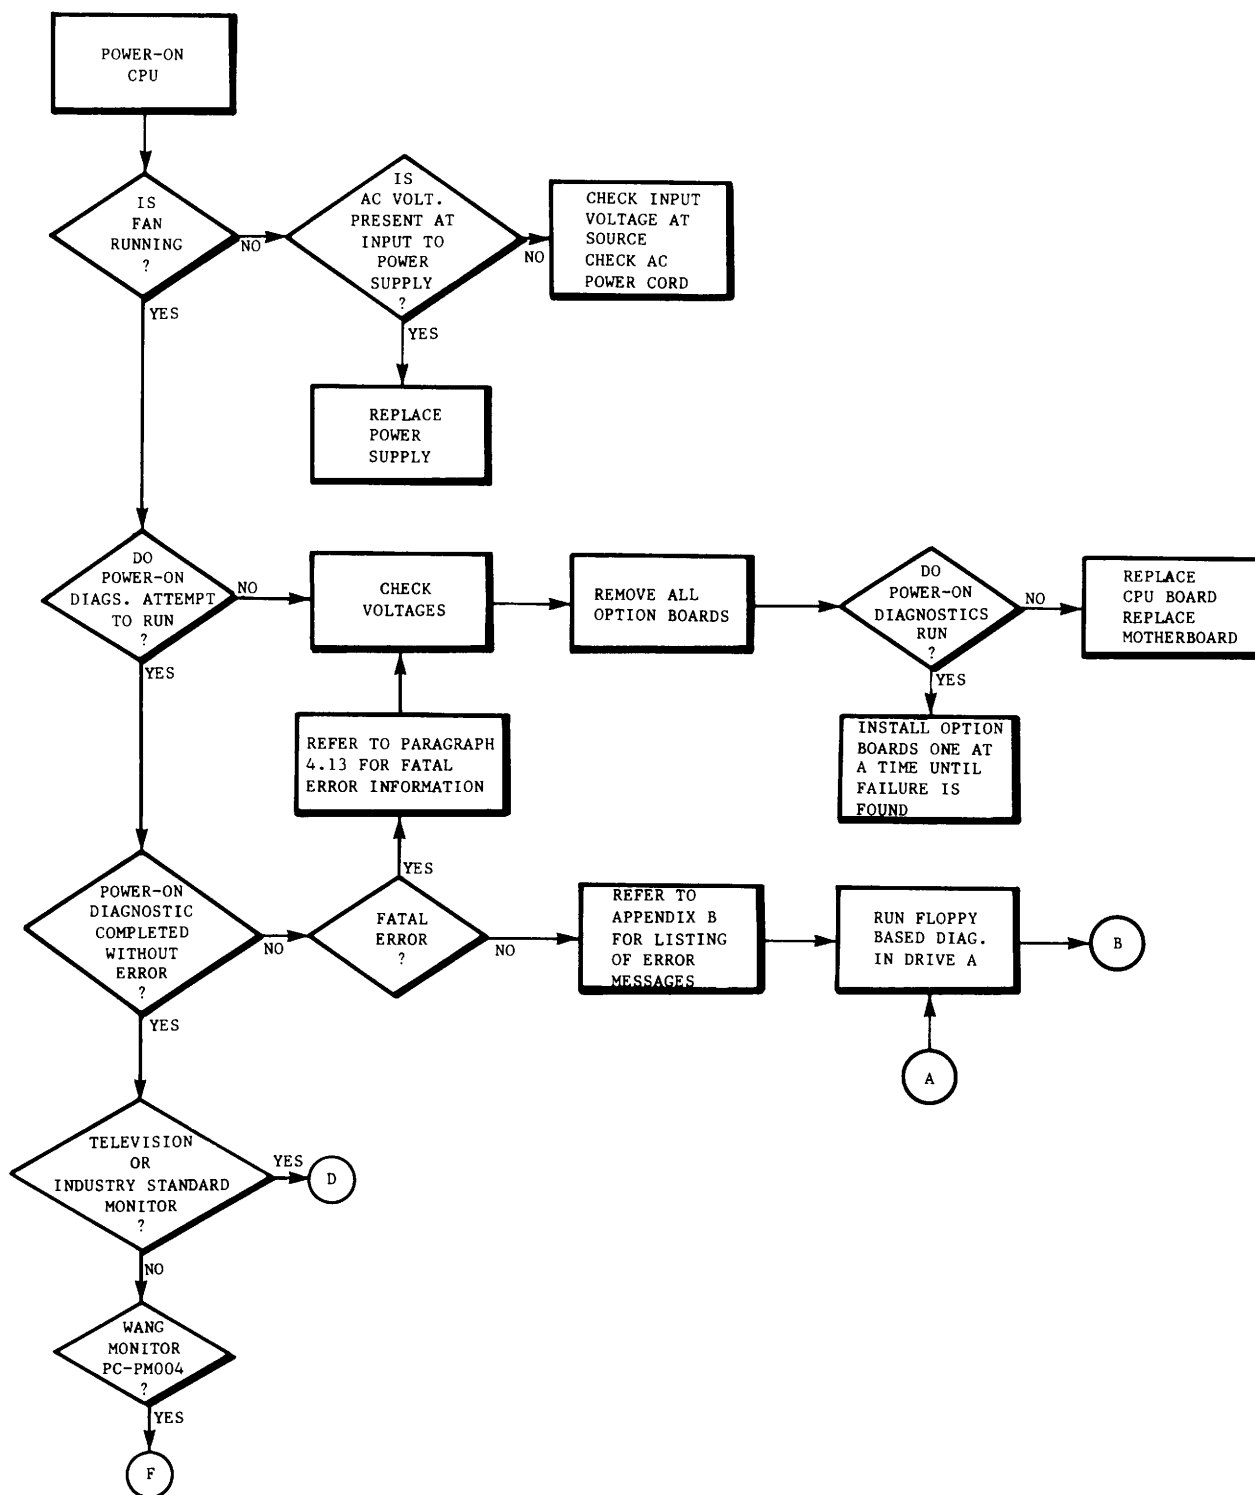 POWER-ON
CPU
IS
FAN
RUNNING
?
NO
YES
IS
AC VOLT.
PRESENT AT
INPUT TO
POWER
SUPPLY
?
NO
YES
CHECK INPUT
VOLTAGE AT
SOURCE
CHECK AC
POWER CORD
REPLACE
POWER
SUPPLY
DO
POWER-ON
DIAGS. ATTEMPT
TO RUN
?
NO
YES
CHECK
VOLTAGES
REMOVE ALL
OPTION BOARDS
DO
POWER-ON
DIAGNOSTICS
RUN
?
NO
YES
REPLACE
CPU BOARD
REPLACE
MOTHERBOARD
INSTALL OPTION
BOARDS ONE AT
A TIME UNTIL
FAILURE IS
FOUND
REFER TO PARAGRAPH
4.13 FOR FATAL
ERROR INFORMATION
YES
POWER-ON
DIAGNOSTIC
COMPLETED
WITHOUT
ERROR
?
NO
YES
FATAL
ERROR
?
NO
REFER TO
APPENDIX B
FOR LISTING
OF ERROR
MESSAGES
RUN FLOPPY
BASED DIAG.
IN DRIVE A
B
A
TELEVISION
OR
INDUSTRY STANDARD
MONITOR
?
YES
D
NO
WANG
MONITOR
PC-PM004
?
YES
F